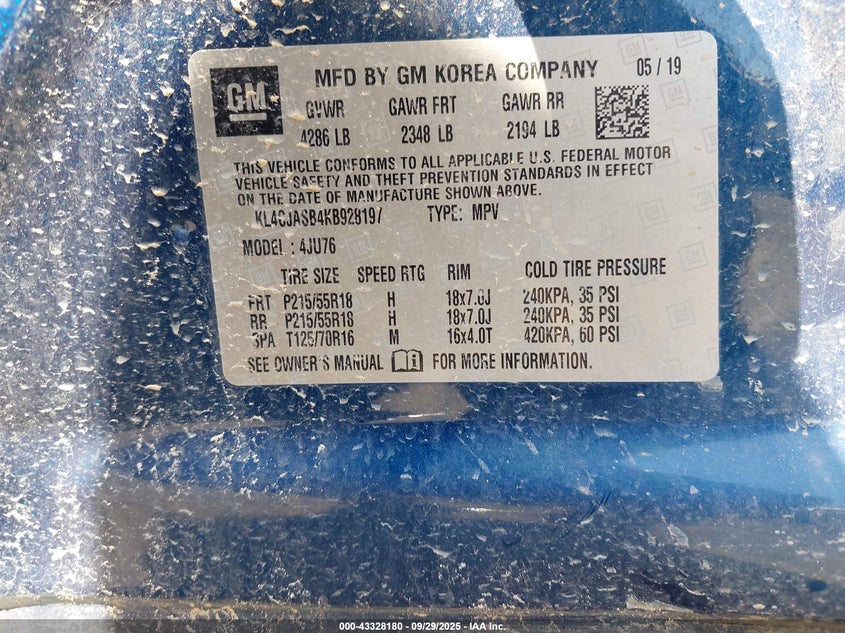 GM MFD BY GM KOREA COMPANY 05 / 19
GVWR GAWR FRT GAWR RR
4286 LB 2348 LB 2194 LB
THIS VEHICLE CONFORMS TO ALL APPLICABLE U.S. FEDERAL MOTOR
VEHICLE SAFETY AND THEFT PREVENTION STANDARDS IN EFFECT
ON THE DATE OF MANUFACTURE SHOWN ABOVE.
KL4CJASB4KB928197 TYPE: MPV
MODEL : 4JU76
TIRE SIZE SPEED RTG RIM COLD TIRE PRESSURE
FRT P215/55R18 H 18x7.0J 240KPA, 35 PSI
RR P215/55R18 H 18x7.0J 240KPA, 35 PSI
SPA T125/70R16 M 16x4.0T 420KPA, 60 PSI
SEE OWNER'S MANUAL FOR MORE INFORMATION.
000-43328180 - 09/29/2025 - IAA Inc.